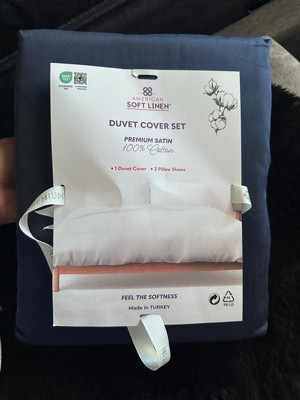 AMERICAN
SOFT LINEN
DUVET COVER SET
PREMIUM SATIN
100% Cotton
• 1 Duvet Cover • 2 Pillow Shams
FEEL THE SOFTNESS
Made in TURKEY